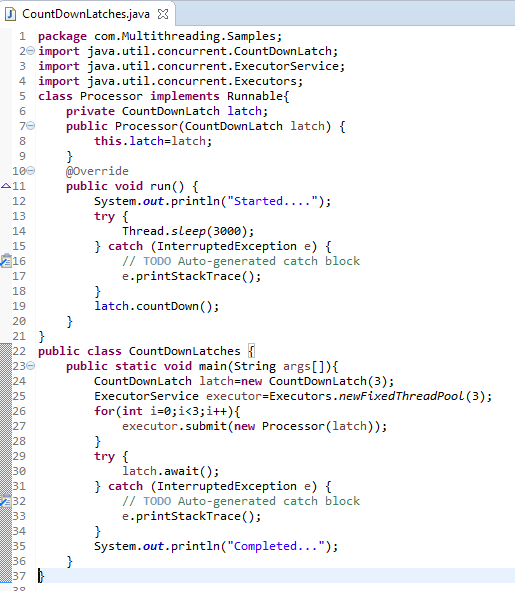 CountDownLatches.java
1 package com.Multithreading.Samples;
2 import java.util.concurrent.CountDownLatch;
3 import java.util.concurrent.ExecutorService;
4 import java.util.concurrent.Executors;
5 class Processor implements Runnable{
6     private CountDownLatch latch;
7     public Processor(CountDownLatch latch) {
8         this.latch=latch;
9     }
10     @Override
11     public void run() {
12         System.out.println("Started....");
13         try {
14             Thread.sleep(3000);
15         } catch (InterruptedException e) {
16             // TODO Auto-generated catch block
17             e.printStackTrace();
18         }
19         latch.countDown();
20     }
21 }
22 public class CountDownLatches {
23     public static void main(String args[]){
24         CountDownLatch latch=new CountDownLatch(3);
25         ExecutorService executor=Executors.newFixedThreadPool(3);
26         for(int i=0;i<3;i++){
27             executor.submit(new Processor(latch));
28         }
29         try {
30             latch.await();
31         } catch (InterruptedException e) {
32             // TODO Auto-generated catch block
33             e.printStackTrace();
34         }
35         System.out.println("Completed...");
36     }
37 }
38